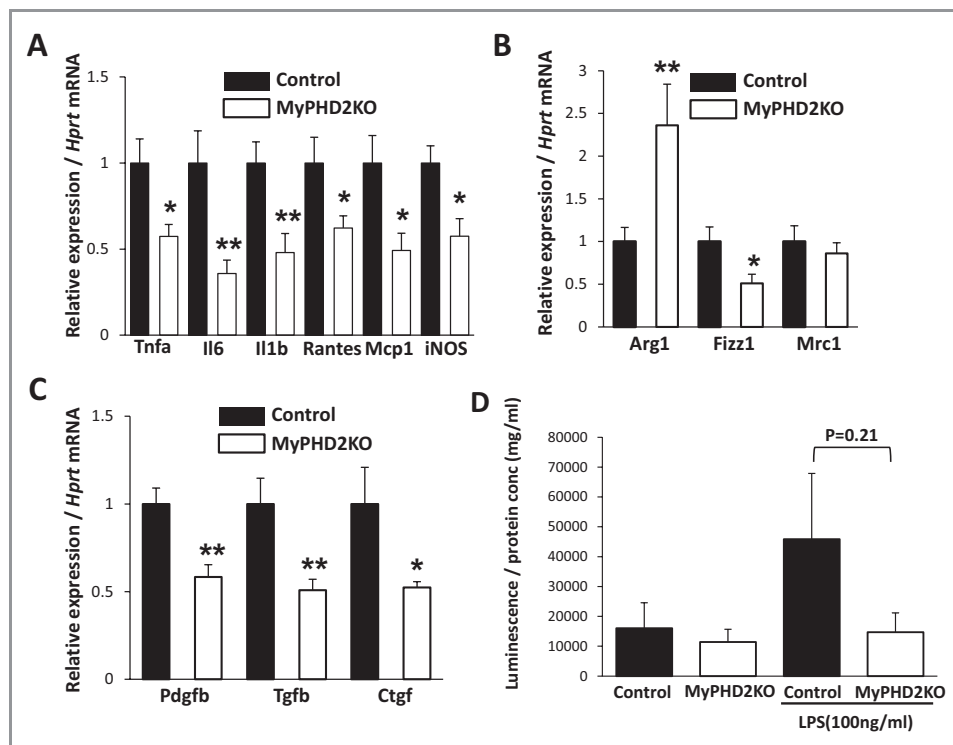 A
Relative expression / Hprt mRNA
1.5
1
0.5
0
Control
MyPHD2KO
*
**
**
*
*
*
Tnfa Il6 Il1b Rantes Mcp1 iNOS
B
Relative expression / Hprt mRNA
3
2.5
2
1.5
1
0.5
0
Control
MyPHD2KO
**
*
Arg1 Fizz1 Mrc1
C
Relative expression / Hprt mRNA
1.5
1
0.5
0
Control
MyPHD2KO
**
**
*
Pdgfb Tgfb Ctgf
D
Luminescence / protein conc (mg/ml)
80000
70000
60000
50000
40000
30000
20000
10000
0
P=0.21
Control MyPHD2KO Control MyPHD2KO
LPS(100ng/ml)